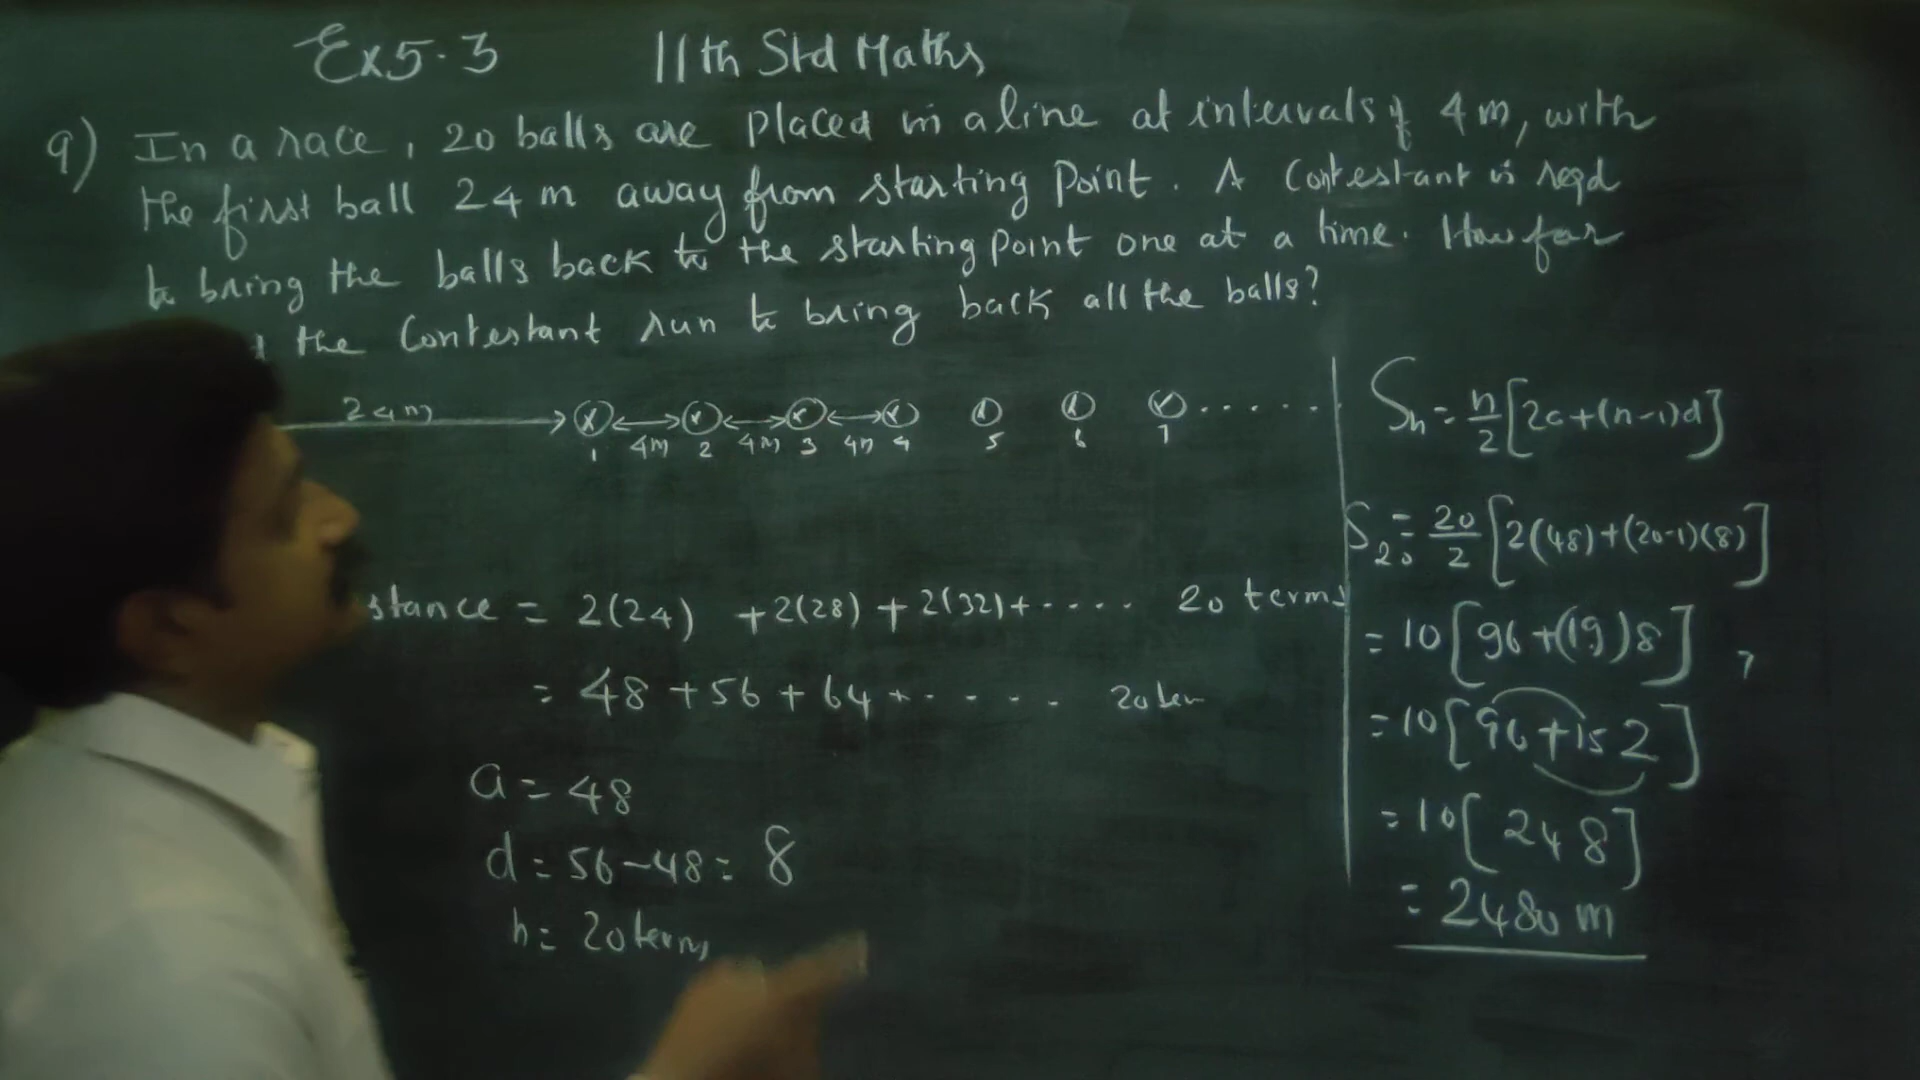 Ex 5.3 11th Std Maths
9) In a race, 20 balls are placed in a line at intervals of 4 m, with
the first ball 24 m away from starting point. A contestant is reqd
to bring the balls back to the starting point one at a time. How far
the contestant run to bring back all the balls?
24m
1 4m 2 4m 3 4m 4 5 6 7 . . . . . .
stance = 2(24) + 2(28) + 2(32) + . . . . 20 terms
= 48 + 56 + 64 + . . . . 20 ter
a = 48
d = 56 - 48 = 8
n = 20 terms
Sn = n/2 [2a + (n-1)d]
S20 = 20/2 [2(48) + (20-1)(8)]
= 10 [96 + (19)8]
7
= 10 [96 + 152]
= 10 [248]
= 2480 m